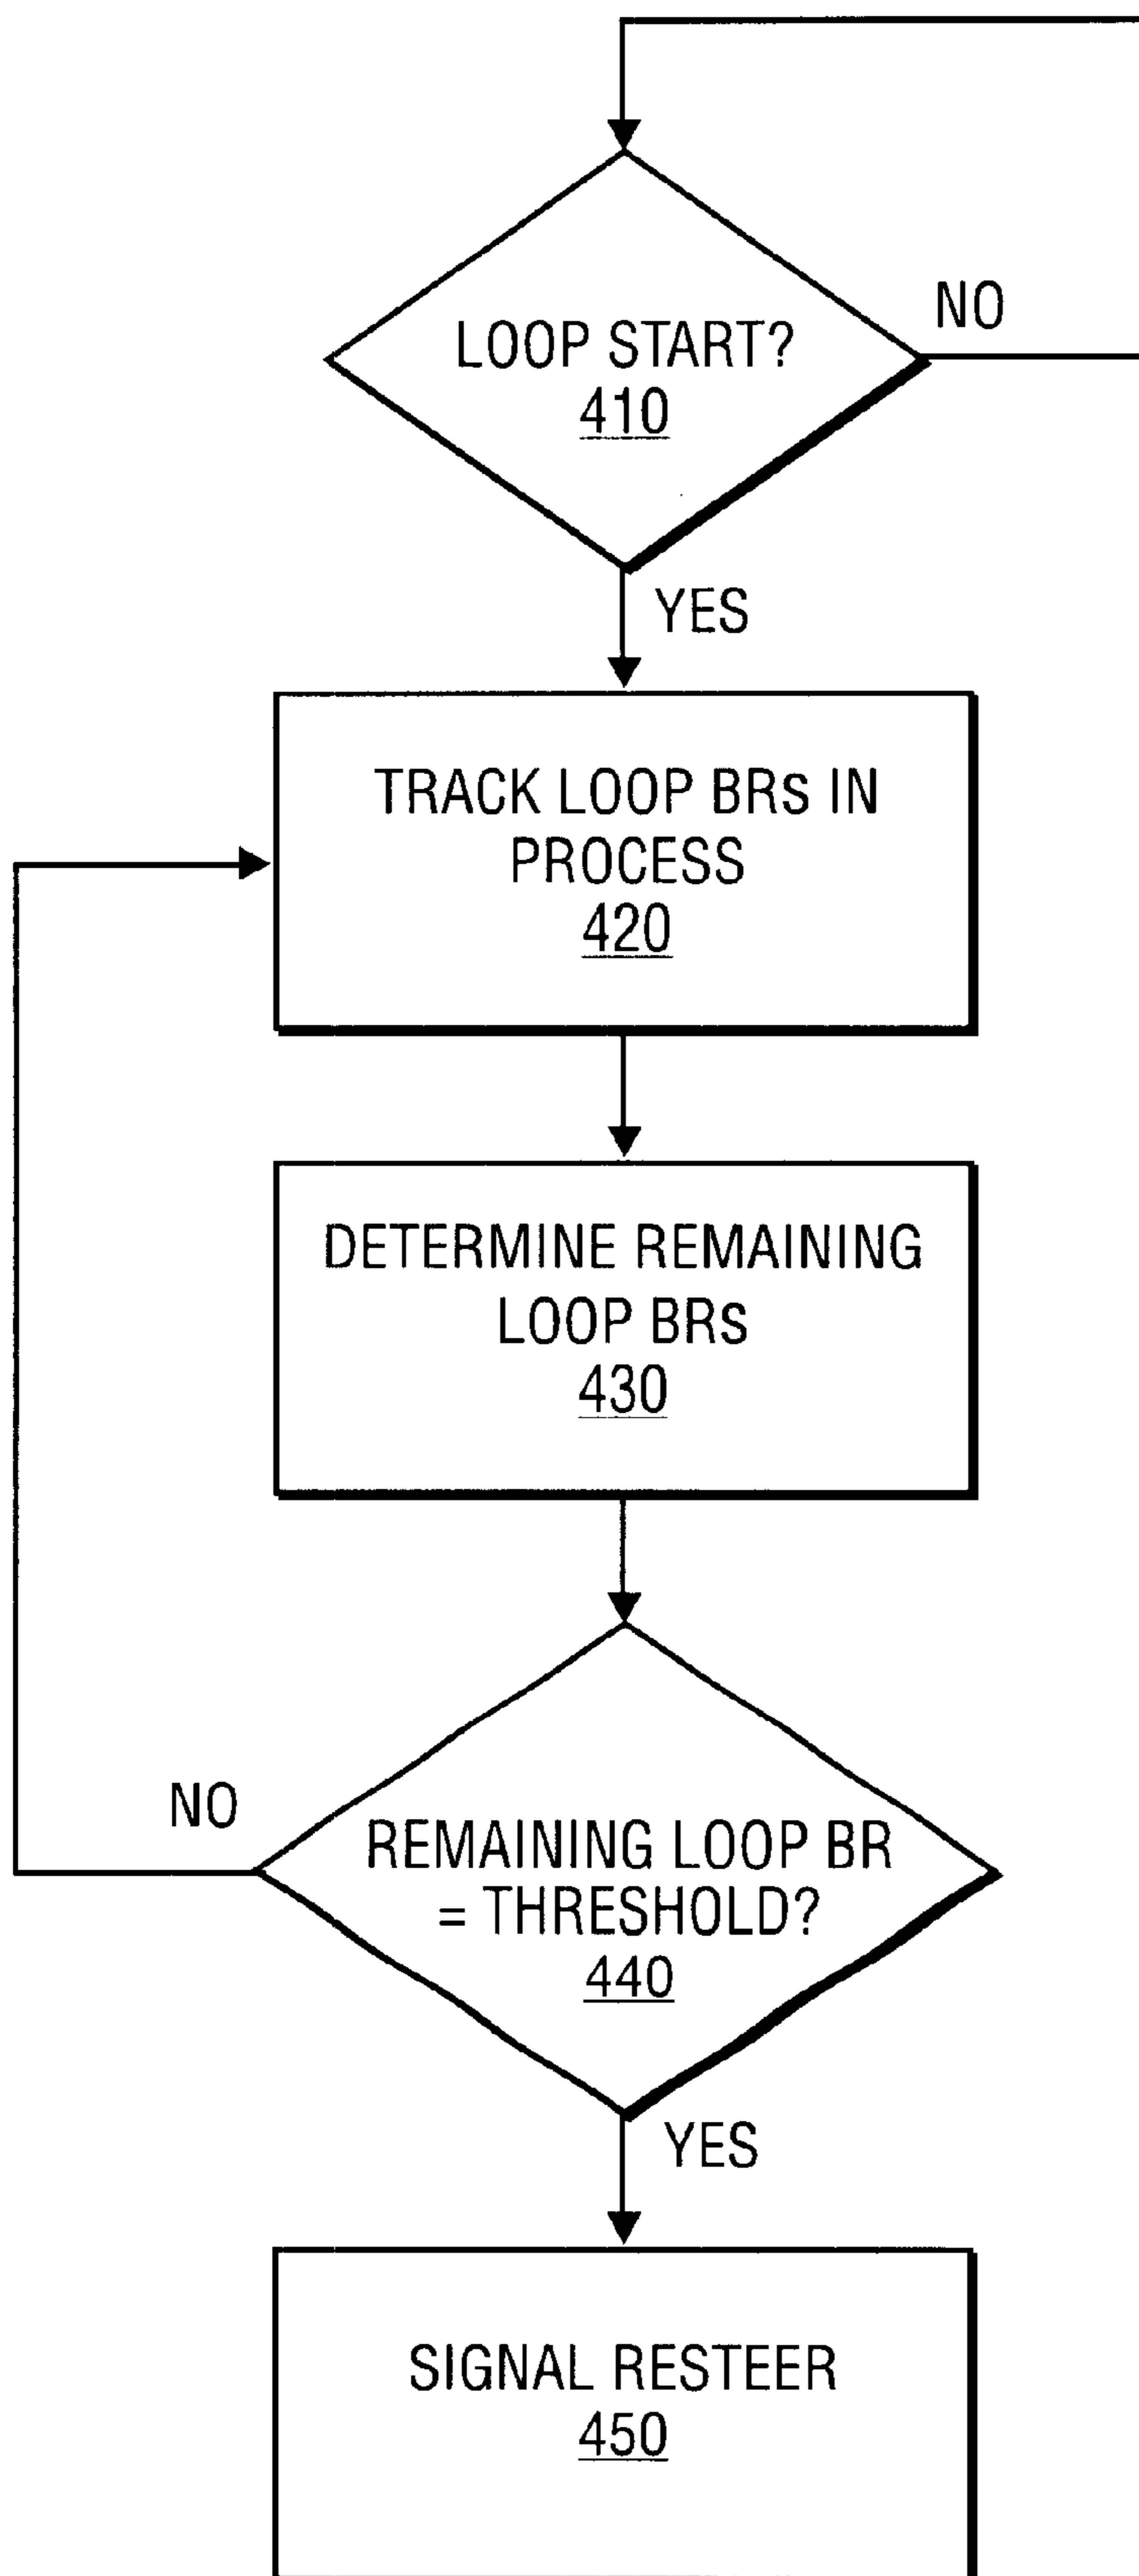 LOOP START?
410
NO
YES
TRACK LOOP BRs IN
PROCESS
420
DETERMINE REMAINING
LOOP BRs
430
NO
REMAINING LOOP BR
= THRESHOLD?
440
YES
SIGNAL RESTEER
450